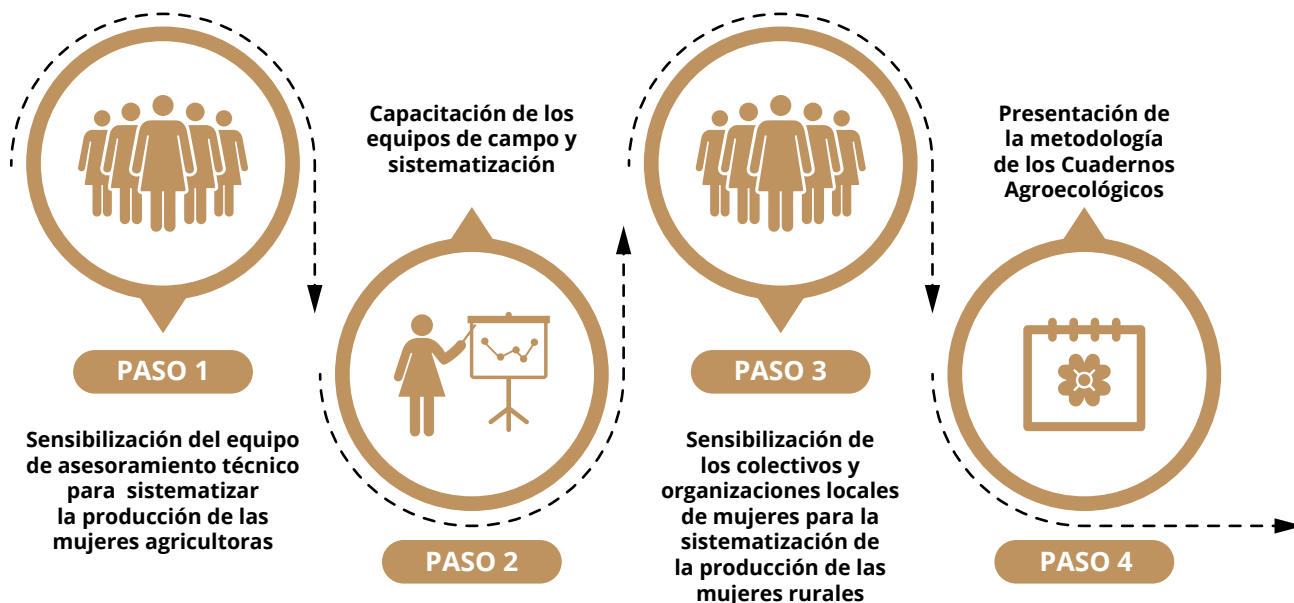 PASO 1
Sensibilización del equipo
de asesoramiento técnico
para sistematizar
la producción de las
mujeres agricultoras
Capacitación de los
equipos de campo y
sistematización
PASO 2
PASO 3
Sensibilización de
los colectivos y
organizaciones locales
de mujeres para la
sistematización de
la producción de las
mujeres rurales
Presentación de
la metodología
de los Cuadernos
Agroecológicos
PASO 4